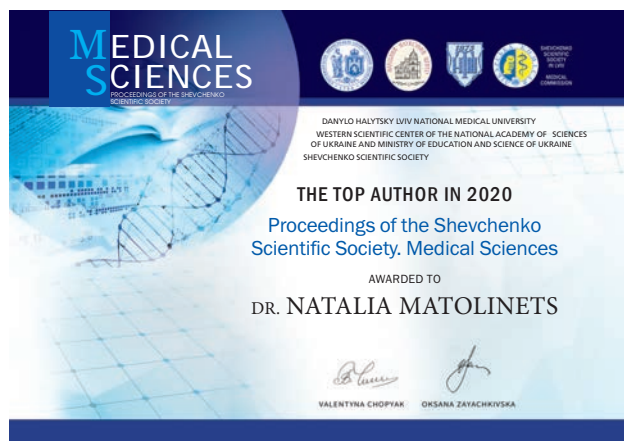 MEDICAL
SCIENCES
PROCEEDINGS OF THE SHEVCHENKO
SCIENTIFIC SOCIETY
SHEVCHENKO
SCIENTIFIC
SOCIETY
IN LVIV
MEDICAL
COMMISSION
DANYLO HALYTSKY LVIV NATIONAL MEDICAL UNIVERSITY
WESTERN SCIENTIFIC CENTER OF THE NATIONAL ACADEMY OF SCIENCES
OF UKRAINE AND MINISTRY OF EDUCATION AND SCIENCE OF UKRAINE
SHEVCHENKO SCIENTIFIC SOCIETY
THE TOP AUTHOR IN 2020
Proceedings of the Shevchenko
Scientific Society. Medical Sciences
AWARDED TO
DR. NATALIA MATOLINETS
VALENTYNA CHOPYAK OKSANA ZAYACHKIVSKA